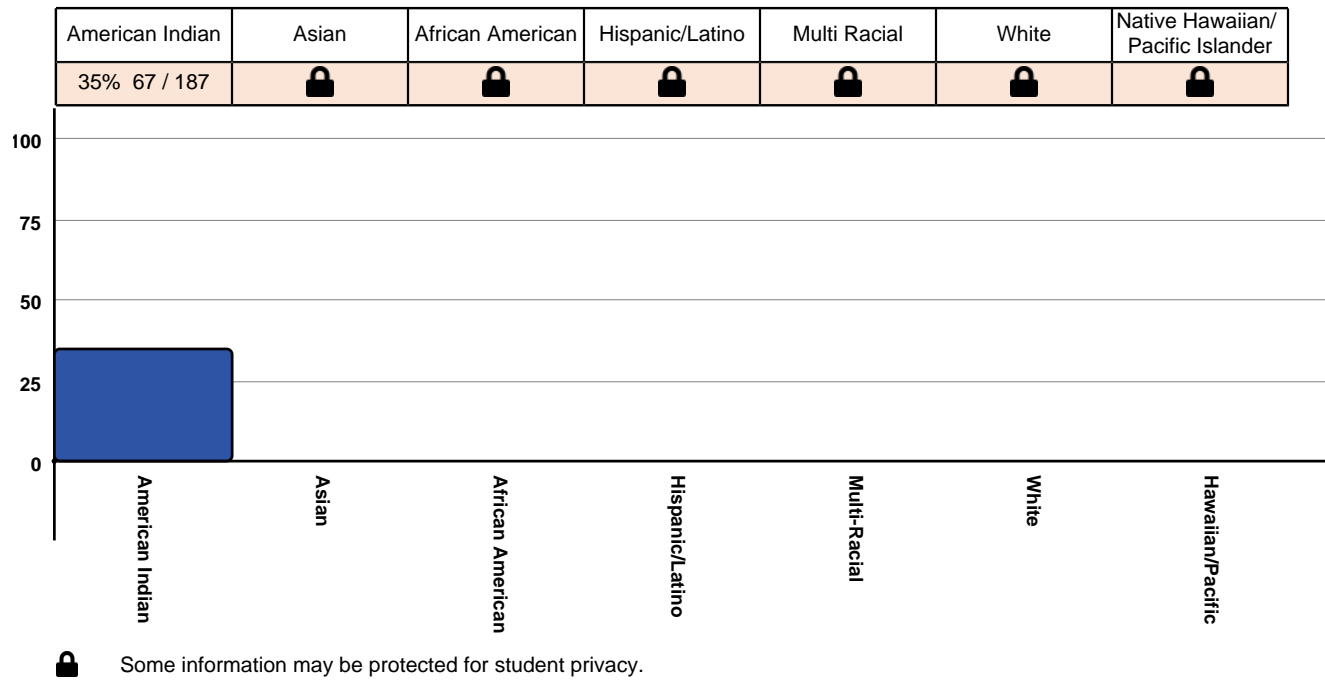 American Indian Asian African American Hispanic/Latino Multi Racial White Native Hawaiian/
Pacific Islander
35% 67 / 187
100
75
50
25
0
American Indian
Asian
African American
Hispanic/Latino
Multi-Racial
White
Hawaiian/Pacific
Some information may be protected for student privacy.